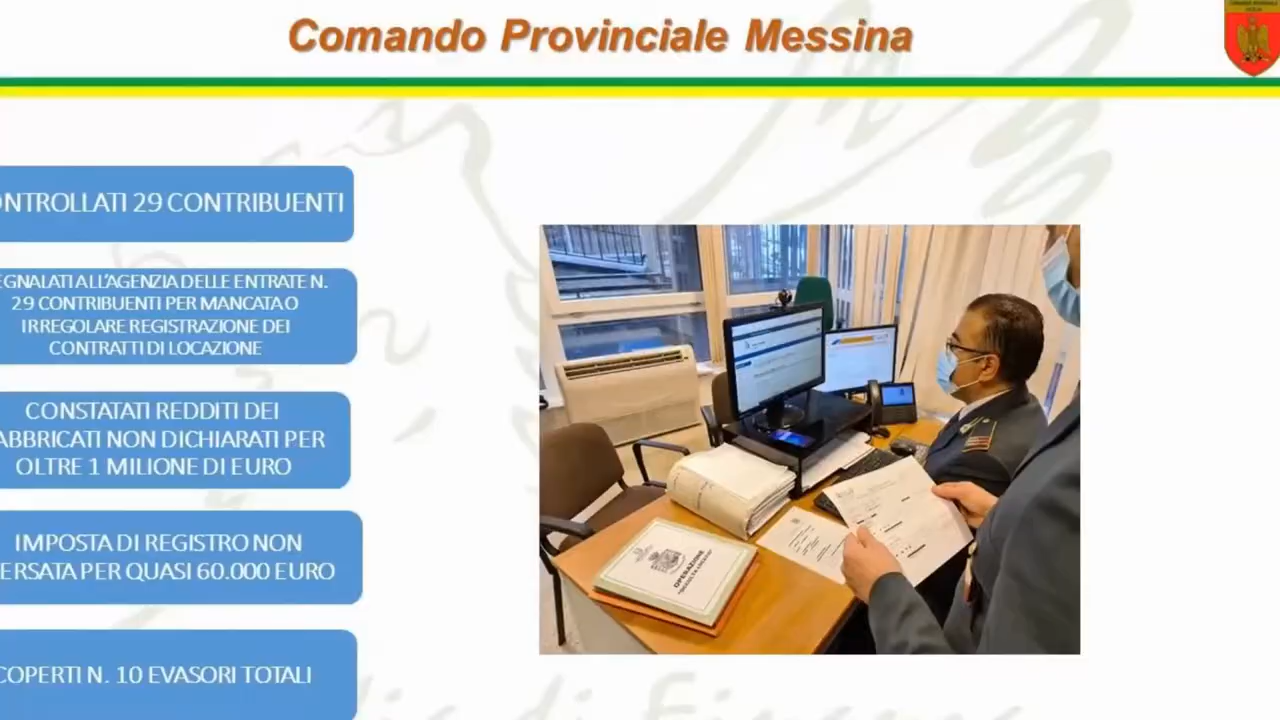 Comando Provinciale Messina
ONTROLLATI 29 CONTRIBUENTI
EGNALATI ALL'AGENZIA DELLE ENTRATE N.
29 CONTRIBUENTI PER MANCATA O
IRREGOLARE REGISTRAZIONE DEI
CONTRATTI DI LOCAZIONE
CONSTATATI REDDITI DEI
ABBRICATI NON DICHIARATI PER
OLTRE 1 MILIONE DI EURO
IMPOSTA DI REGISTRO NON
ERSATA PER QUASI 60.000 EURO
COPERTI N. 10 EVASORI TOTALI
OPERAZIONE